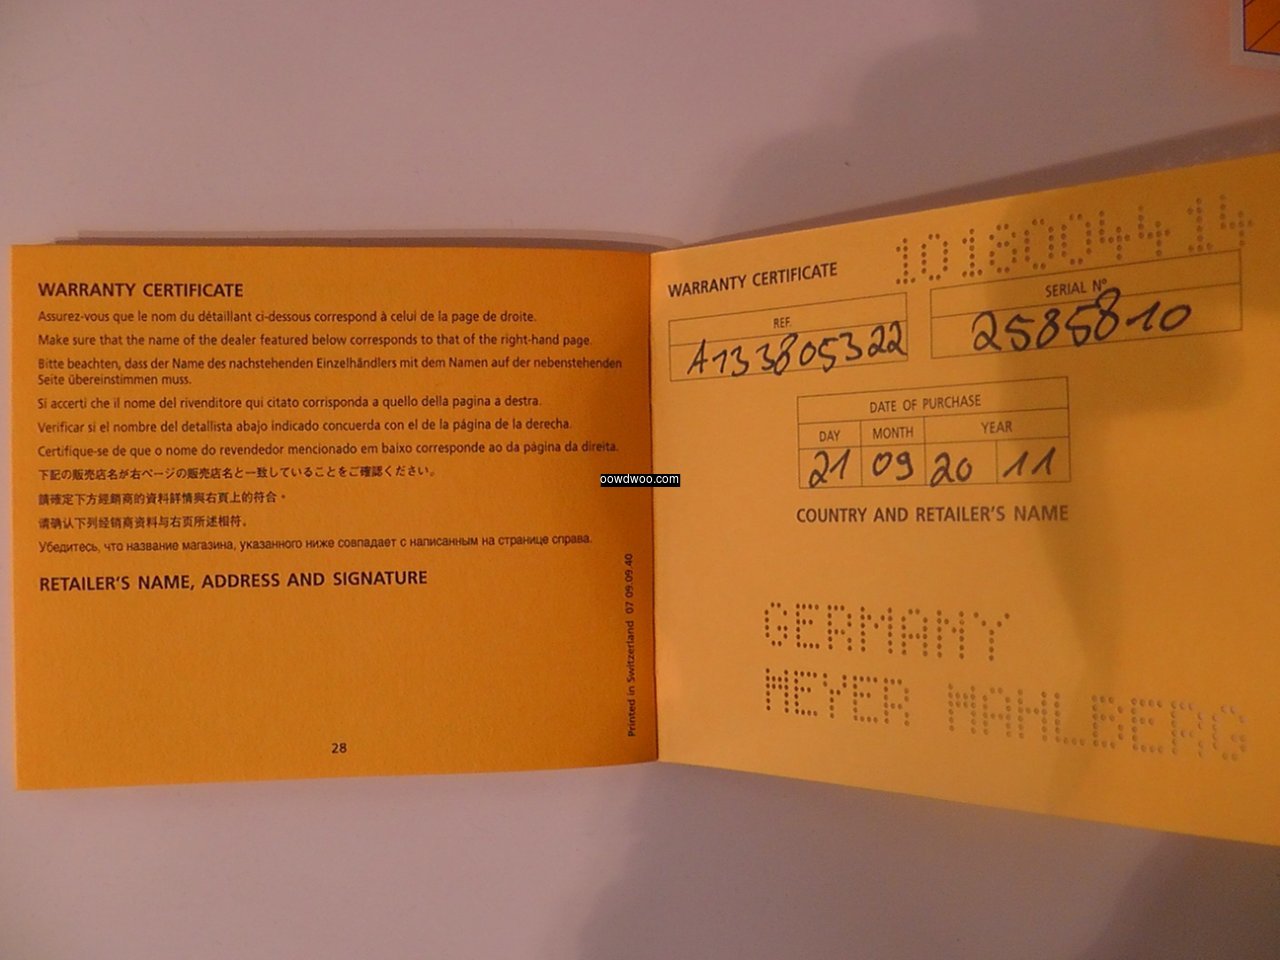 WARRANTY CERTIFICATE
Assurez-vous que le nom du détaillant ci-dessous correspond à celui de la page de droite.
Make sure that the name of the dealer featured below corresponds to that of the right-hand page.
Bitte beachten, dass der Name des nachstehenden Einzelhändlers mit dem Namen auf der nebenstehenden
Seite übereinstimmen muss.
Si accerti che il nome del rivenditore qui citato corrisponda a quello della pagina a destra.
Verificar si el nombre del detallista abajo indicado concuerda con el de la página de la derecha.
Certifique-se de que o nome do revendedor mencionado em baixo corresponde ao da página da direita.
下記の販売店名が右ページの販売店名と一致していることをご確認ください。
請確定下方經銷商的資料詳情與右頁上的符合。
请确认下列经销商资料与右页所述相符。
Убедитесь, что название магазина, указанного ниже совпадает с написанным на странице справа.
RETAILER'S NAME, ADDRESS AND SIGNATURE
Printed in Switzerland 07 09.09 40
28
1018004414
WARRANTY CERTIFICATE
REF.
A133805322
SERIAL Nº
2585810
DATE OF PURCHASE
DAY MONTH YEAR
21 09 20 11
COUNTRY AND RETAILER'S NAME
GERMANY
MEYER MAHLBERG
oowdwoo.com